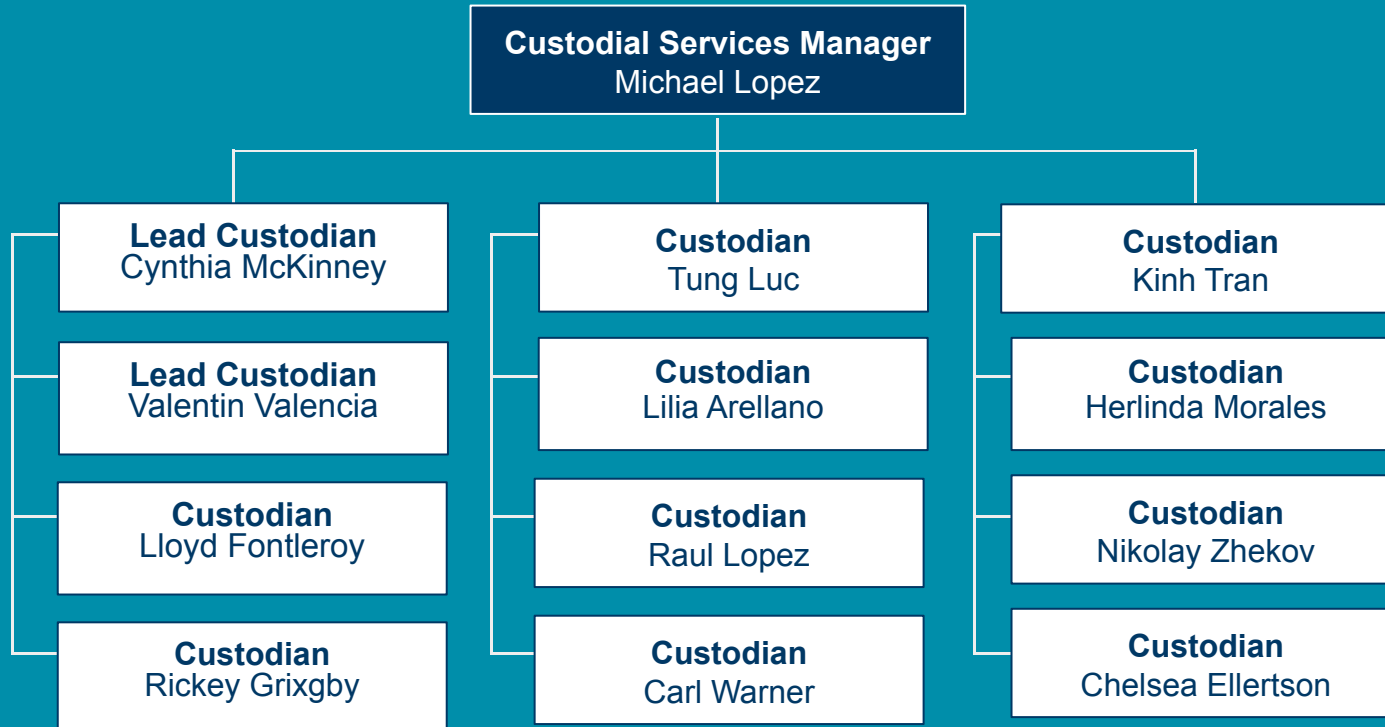 Custodial Services Manager
Michael Lopez
Lead Custodian
Cynthia McKinney
Lead Custodian
Valentin Valencia
Custodian
Lloyd Fontleroy
Custodian
Rickey Grixgby
Custodian
Tung Luc
Custodian
Lilia Arellano
Custodian
Raul Lopez
Custodian
Carl Warner
Custodian
Kinh Tran
Custodian
Herlinda Morales
Custodian
Nikolay Zhekov
Custodian
Chelsea Ellertson